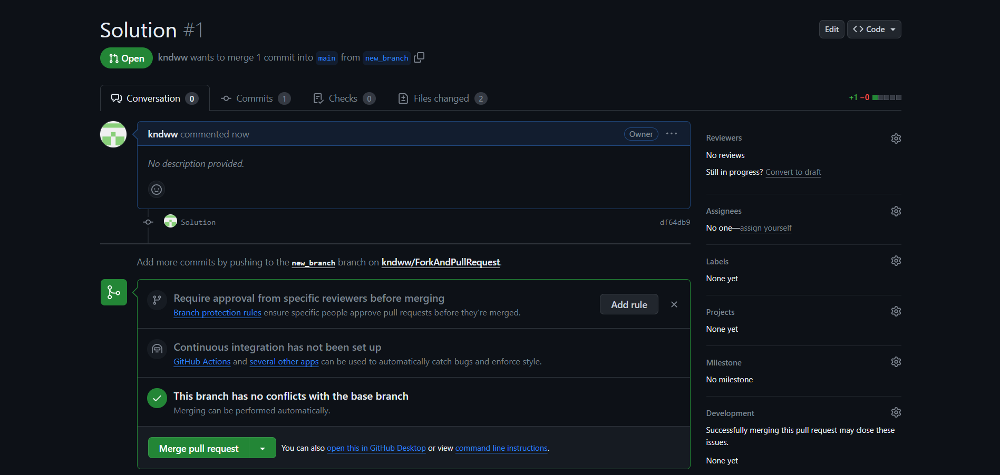 Solution #1
Edit
Code
Open
kndww wants to merge 1 commit into main from new_branch
Conversation 0
Commits 1
Checks 0
Files changed 2
+1 −0
kndww commented now
Owner
No description provided.
Solution
df64db9
Add more commits by pushing to the new_branch branch on kndww/ForkAndPullRequest.
Require approval from specific reviewers before merging
Branch protection rules ensure specific people approve pull requests before they're merged.
Add rule
Continuous integration has not been set up
GitHub Actions and several other apps can be used to automatically catch bugs and enforce style.
This branch has no conflicts with the base branch
Merging can be performed automatically.
Merge pull request
You can also open this in GitHub Desktop or view command line instructions.
Reviewers
No reviews
Still in progress? Convert to draft
Assignees
No one—assign yourself
Labels
None yet
Projects
None yet
Milestone
No milestone
Development
Successfully merging this pull request may close these
issues.
None yet